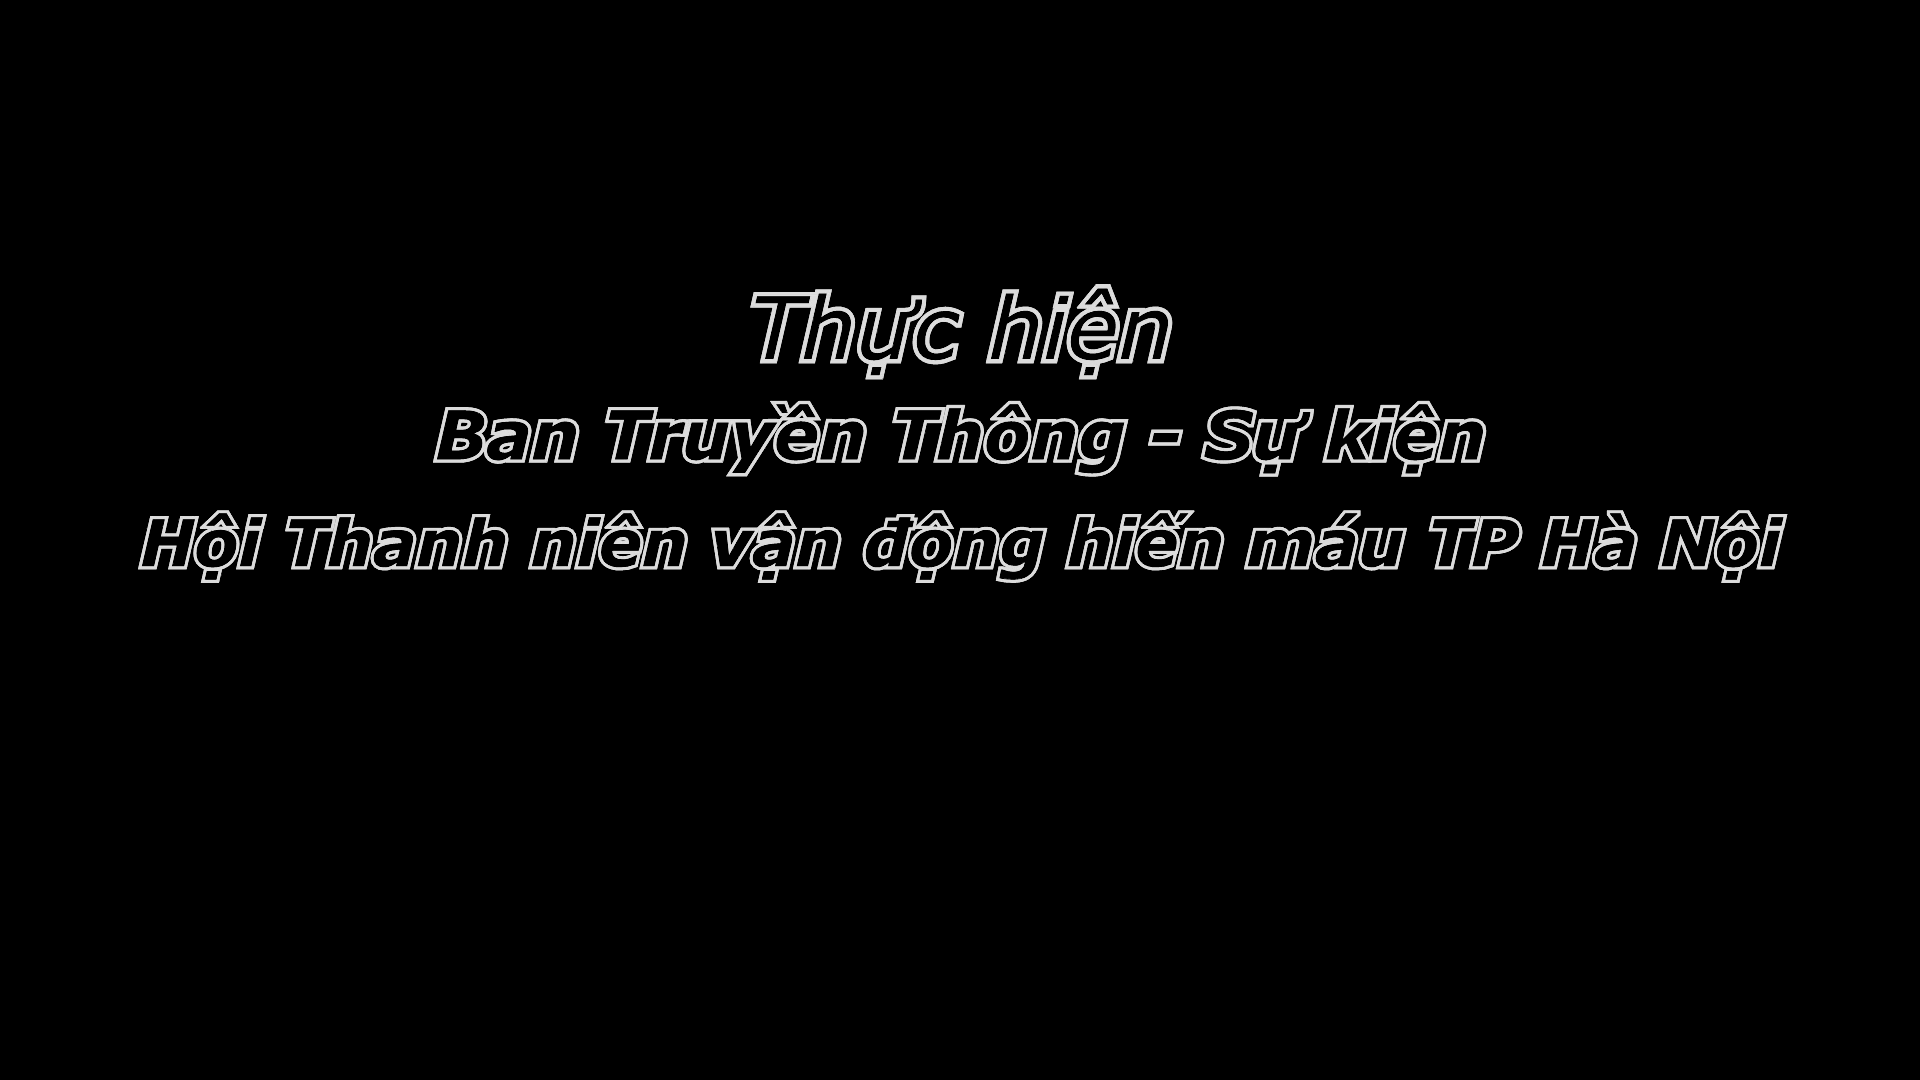 Thực hiện
Ban Truyền Thông - Sự kiện
Hội Thanh niên vận động hiến máu TP Hà Nội